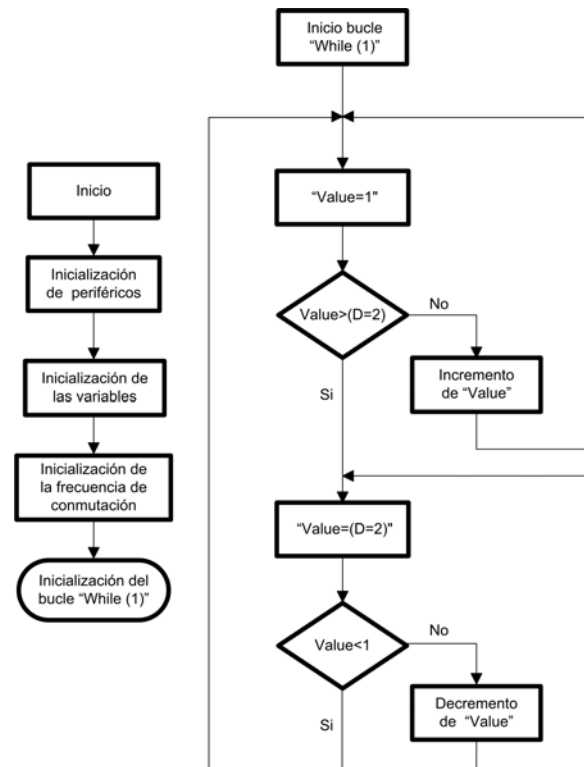 Inicio
Inicialización
de periféricos
Inicialización de
las variables
Inicialización de
la frecuencia de
conmutación
Inicialización del
bucle “While (1)”
Inicio bucle
“While (1)”
“Value=1"
Value>(D=2)
No
Si
Incremento
de “Value”
“Value=(D=2)"
Value<1
No
Si
Decremento
de “Value”